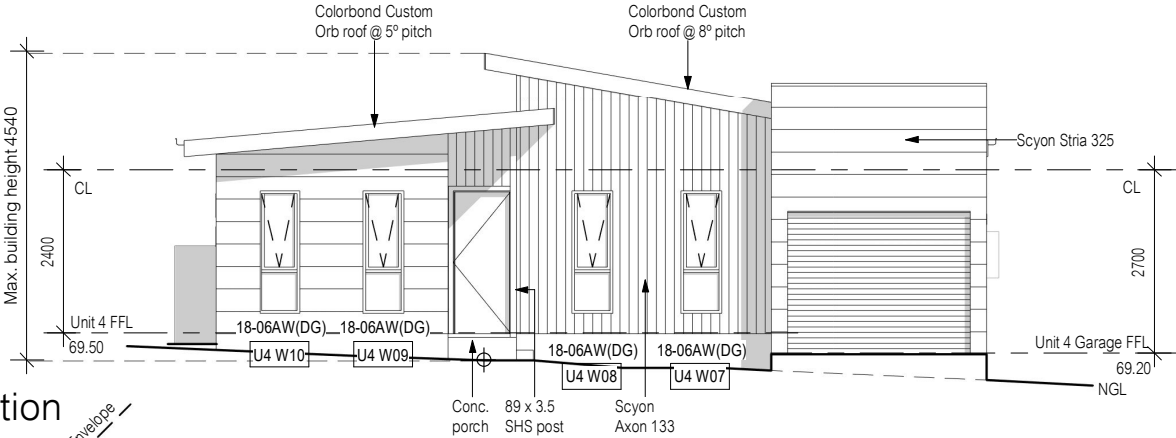 Colorbond Custom
Orb roof @ 5º pitch
Colorbond Custom
Orb roof @ 8º pitch
Max. building height 4540
Scyon Stria 325
CL
CL
2400
2700
Unit 4 FFL
69.50
18-06AW(DG)
18-06AW(DG)
U4 W10
U4 W09
18-06AW(DG)
18-06AW(DG)
U4 W08
U4 W07
Unit 4 Garage FFL
69.20
NGL
Conc.
porch
89 x 3.5
SHS post
Scyon
Axon 133
tion